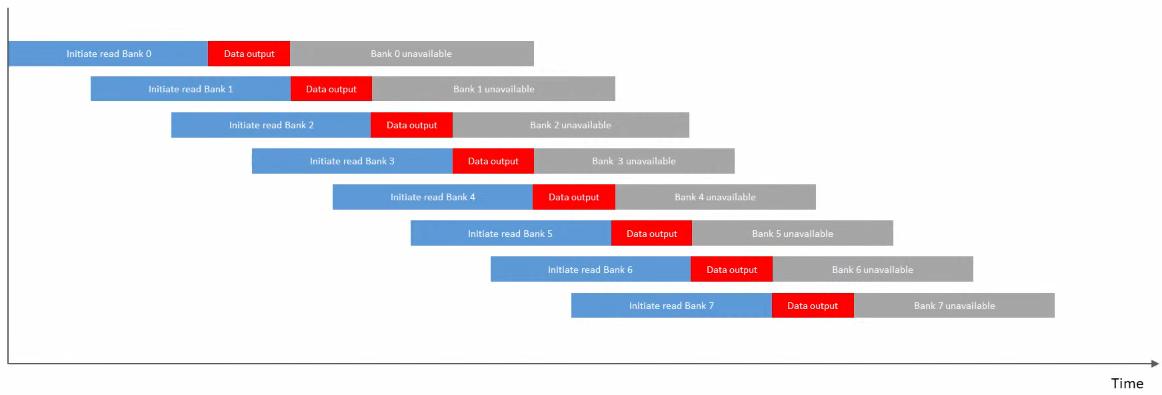 Initiate read Bank 0 Data output Bank 0 unavailable
Initiate read Bank 1 Data output Bank 1 unavailable
Initiate read Bank 2 Data output Bank 2 unavailable
Initiate read Bank 3 Data output Bank 3 unavailable
Initiate read Bank 4 Data output Bank 4 unavailable
Initiate read Bank 5 Data output Bank 5 unavailable
Initiate read Bank 6 Data output Bank 6 unavailable
Initiate read Bank 7 Data output Bank 7 unavailable
Time